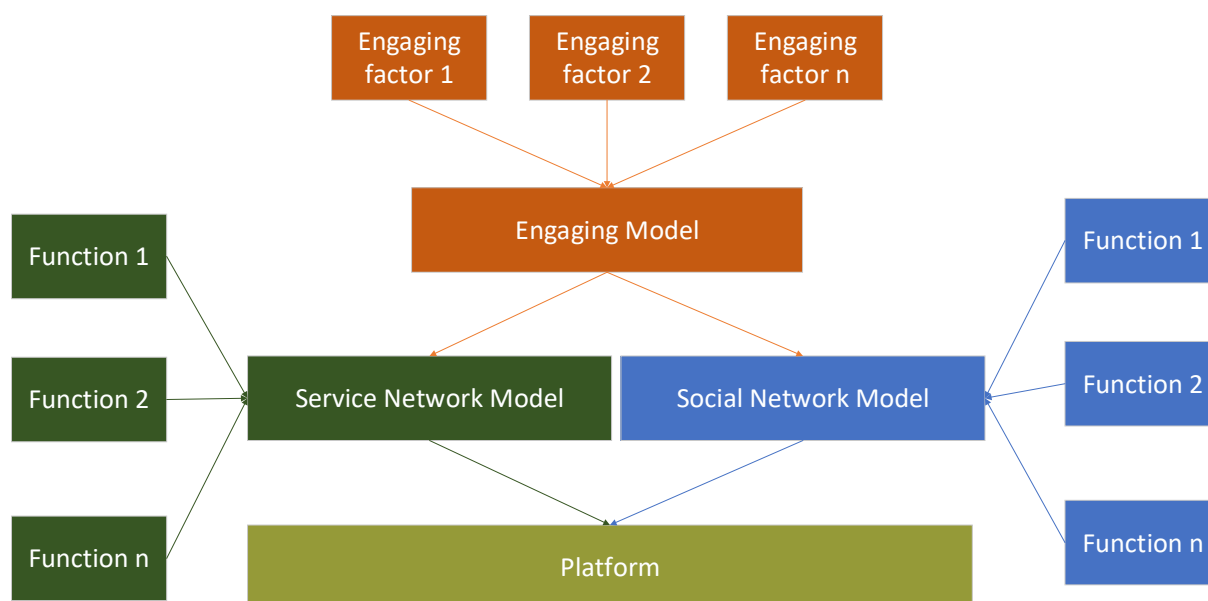 Engaging
factor 1
Engaging
factor 2
Engaging
factor n
Engaging Model
Function 1
Function 2
Function n
Service Network Model
Social Network Model
Function 1
Function 2
Function n
Platform